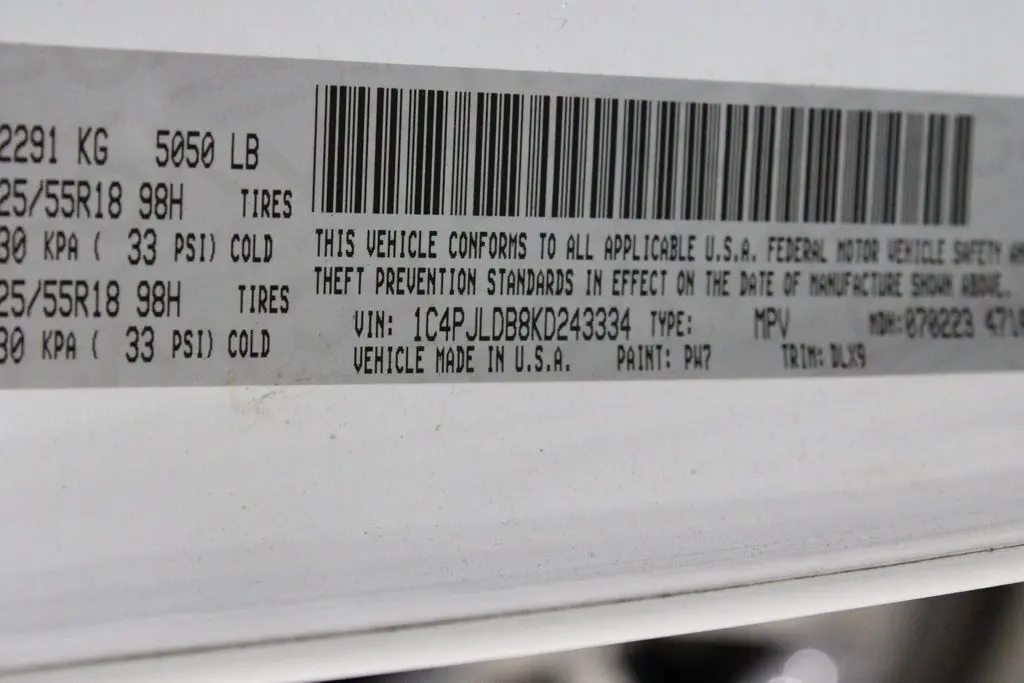 2291 KG 5050 LB
25/55R18 98H TIRES
30 KPA ( 33 PSI) COLD
25/55R18 98H TIRES
30 KPA ( 33 PSI) COLD
THIS VEHICLE CONFORMS TO ALL APPLICABLE U.S.A. FEDERAL MOTOR VEHICLE SAFETY AN
THEFT PREVENTION STANDARDS IN EFFECT ON THE DATE OF MANUFACTURE SHOWN ABOVE.
VIN: 1C4PJLDB8KD243334 TYPE: MPV MDH:070223 471
VEHICLE MADE IN U.S.A. PAINT: PW7 TRIM: DLX9